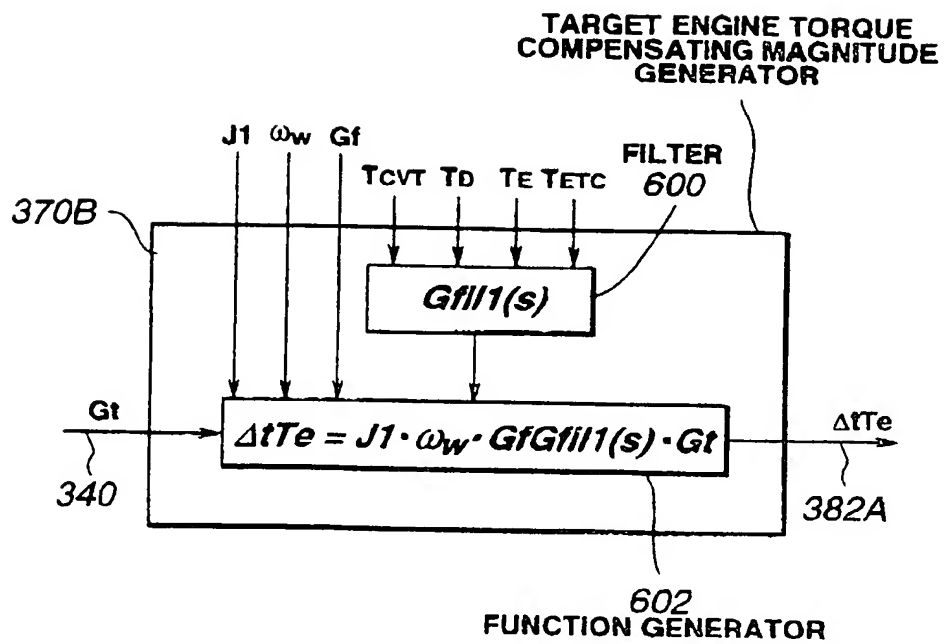 TARGET ENGINE TORQUE
COMPENSATING MAGNITUDE
GENERATOR
J1 ωw Gf
TCVT TD TE TETC
FILTER
600
370B
Gfil1(s)
Gt
ΔtTe = J1·ωw·GfGfil1(s)·Gt
ΔtTe
340
382A
602
FUNCTION GENERATOR